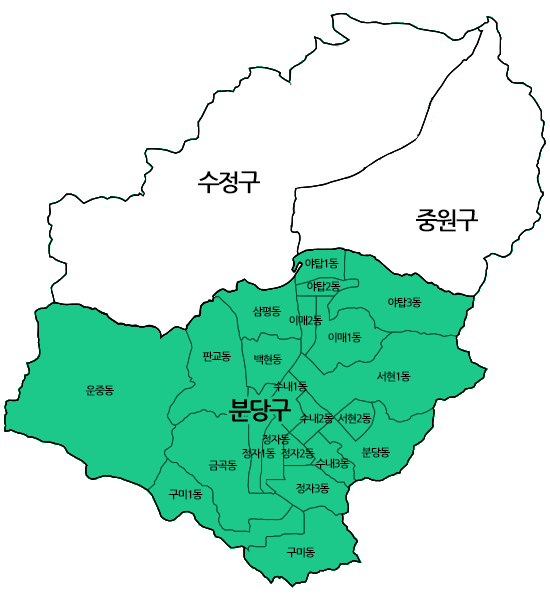 수정구
중원구
야탑1동
야탑2동
야탑3동
삼평동
이매2동
이매1동
판교동
백현동
서현1동
운중동
수내1동
분당구
수내2동
서현2동
정자동
정자1동
정자2동
분당동
금곡동
수내3동
구미1동
정자3동
구미동